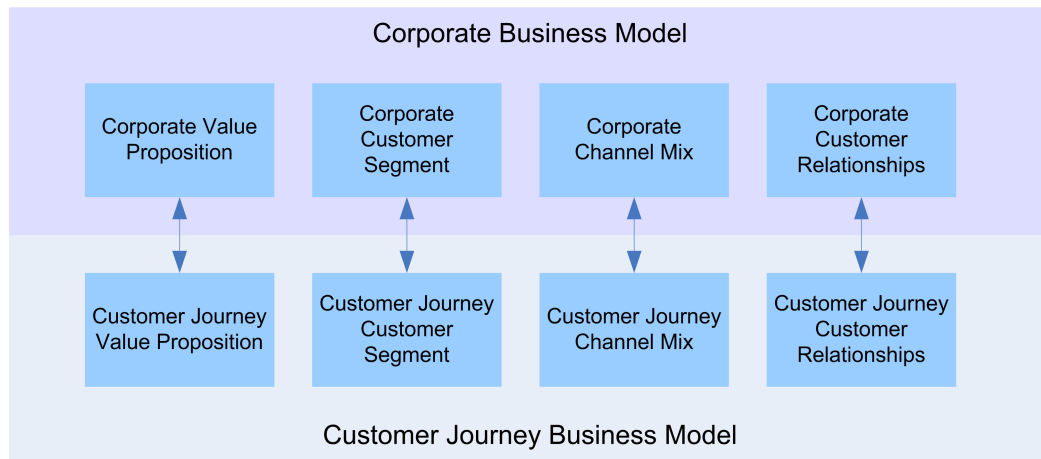 Corporate Business Model
Corporate Value
Proposition
Corporate
Customer
Segment
Corporate
Channel Mix
Corporate
Customer
Relationships
Customer Journey
Value Proposition
Customer Journey
Customer
Segment
Customer Journey
Channel Mix
Customer Journey
Customer
Relationships
Customer Journey Business Model